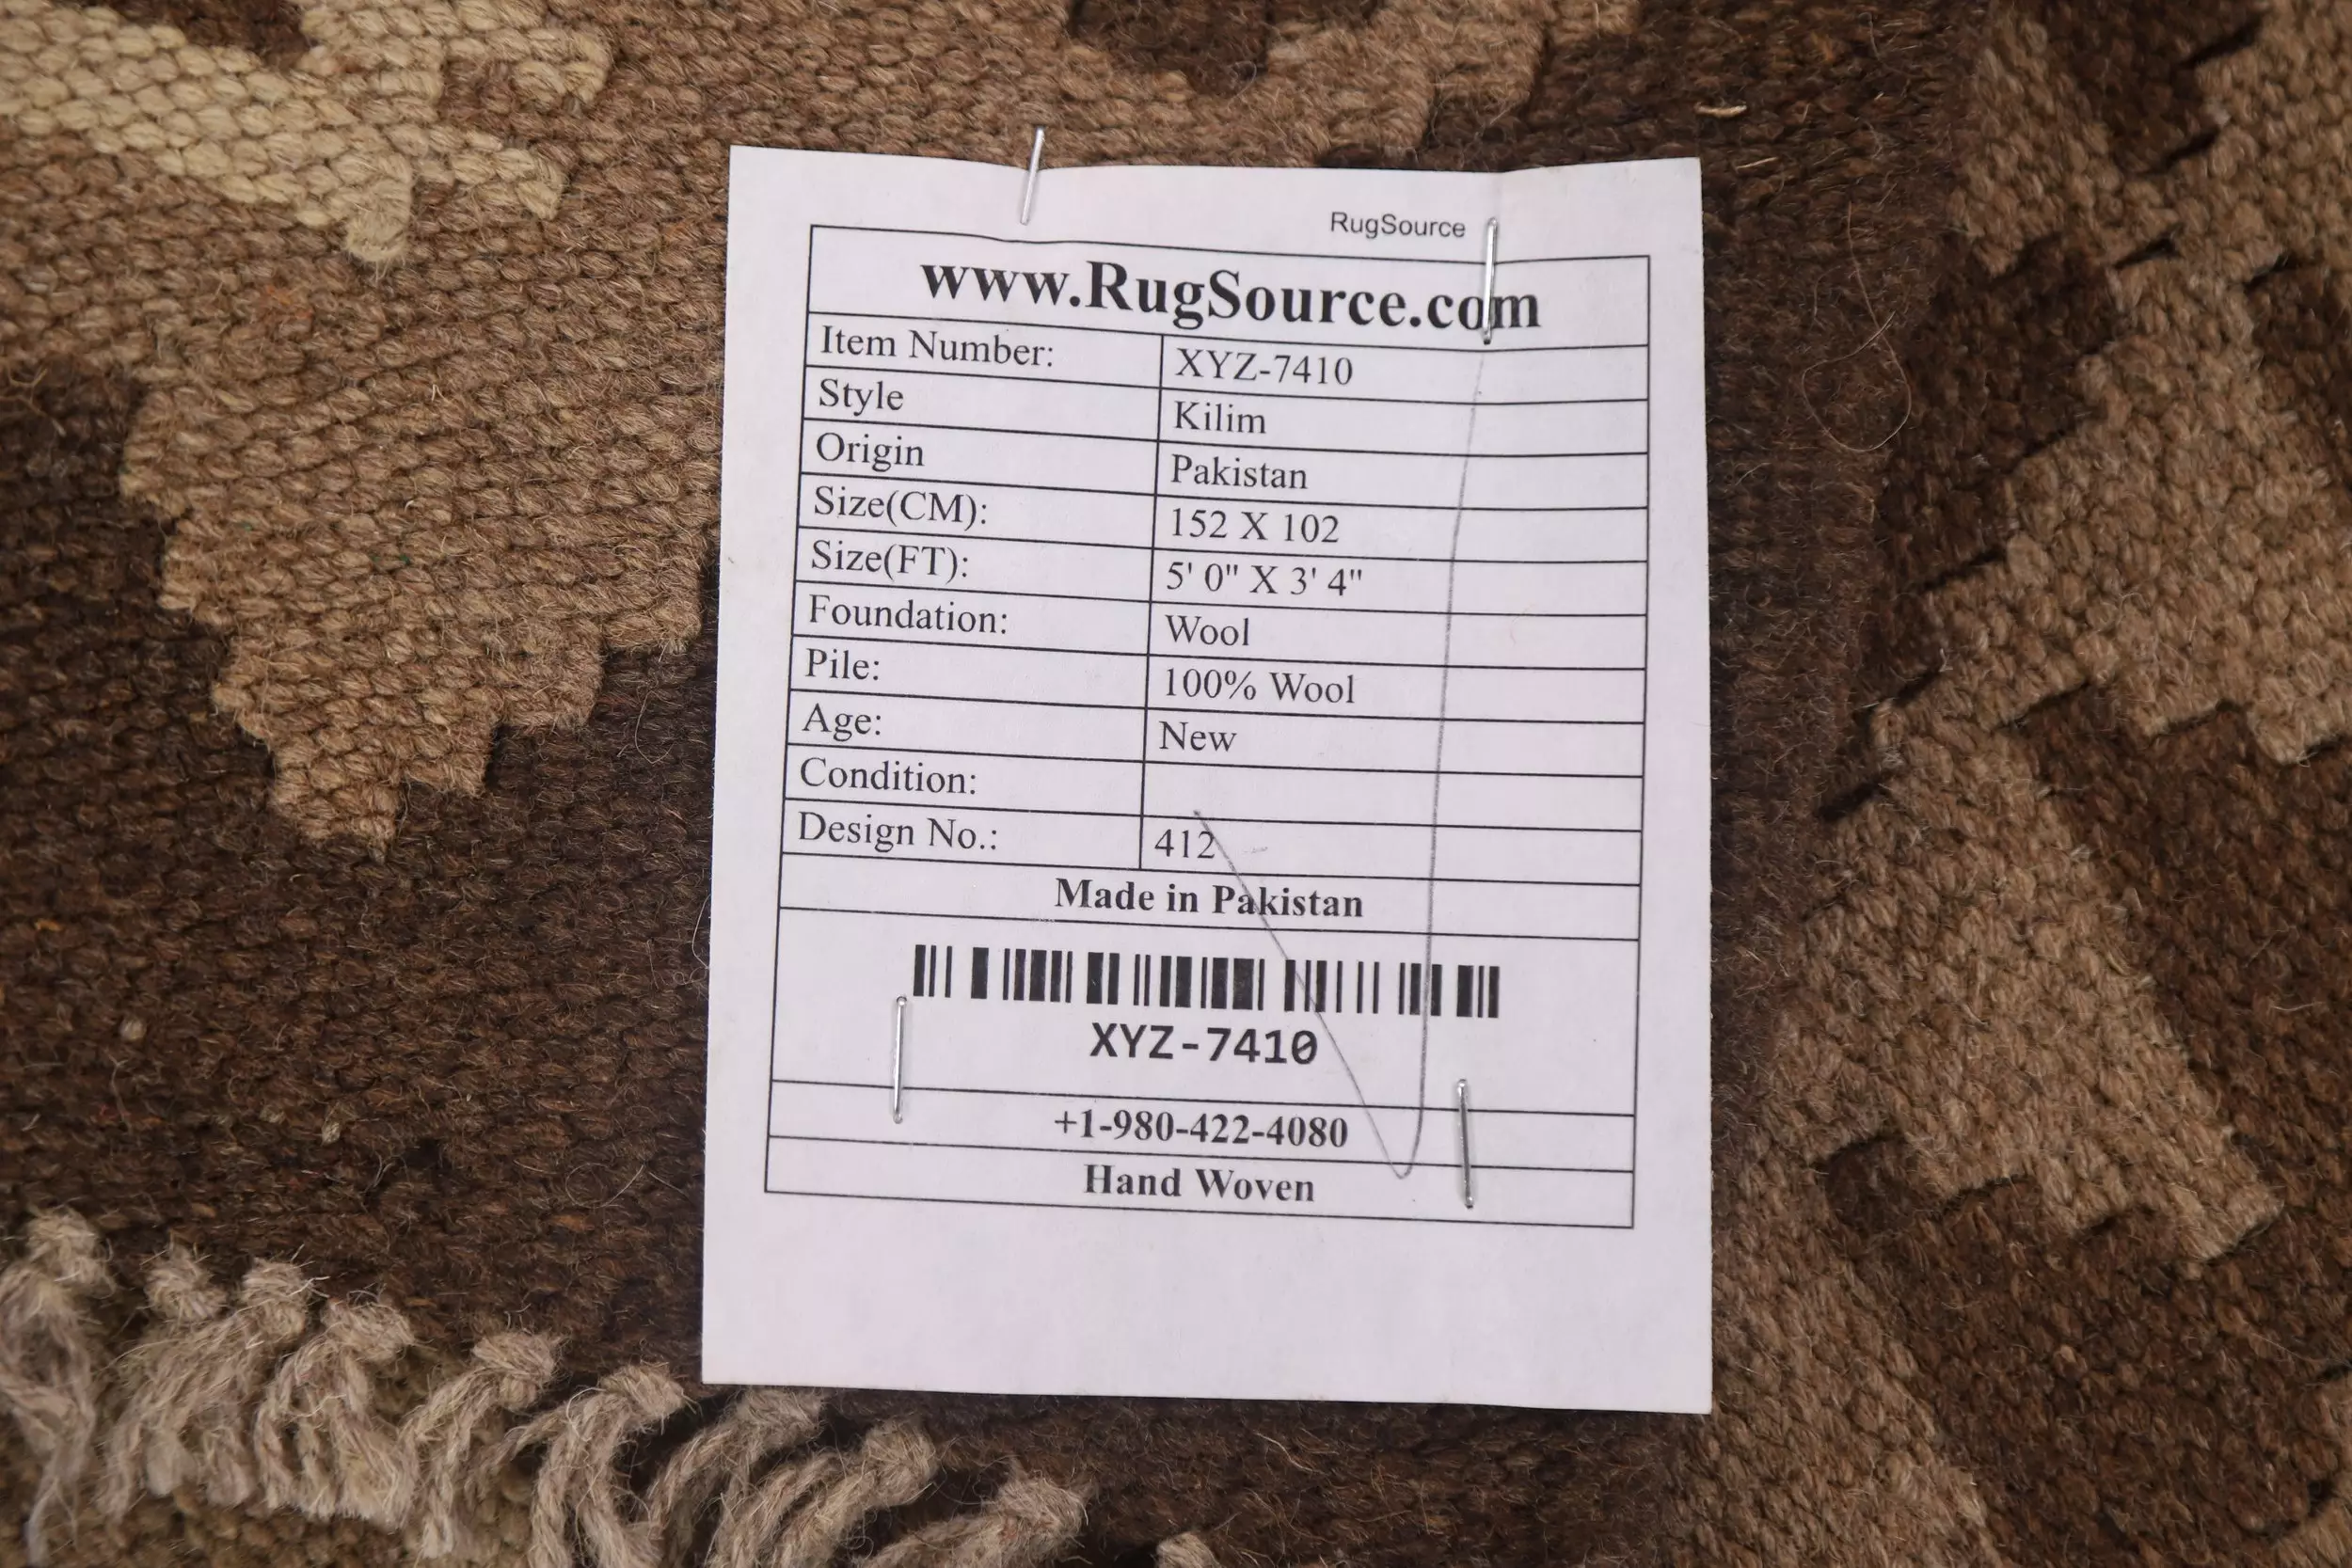 RugSource
www.RugSource.com
Item Number: XYZ-7410
Style Kilim
Origin Pakistan
Size(CM): 152 X 102
Size(FT): 5' 0" X 3' 4"
Foundation: Wool
Pile: 100% Wool
Age: New
Condition:
Design No.: 412
Made in Pakistan
XYZ-7410
+1-980-422-4080
Hand Woven